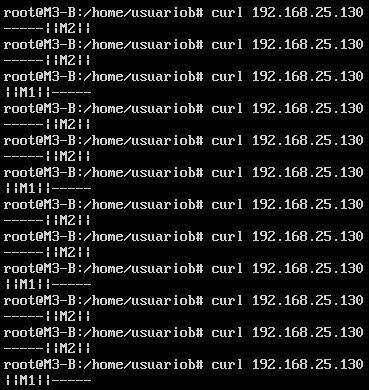 root@M3-B:/home/usuariob# curl 192.168.25.130
-----||M2||
root@M3-B:/home/usuariob# curl 192.168.25.130
-----||M2||
root@M3-B:/home/usuariob# curl 192.168.25.130
||M1||-----
root@M3-B:/home/usuariob# curl 192.168.25.130
-----||M2||
root@M3-B:/home/usuariob# curl 192.168.25.130
-----||M2||
root@M3-B:/home/usuariob# curl 192.168.25.130
||M1||-----
root@M3-B:/home/usuariob# curl 192.168.25.130
-----||M2||
root@M3-B:/home/usuariob# curl 192.168.25.130
-----||M2||
root@M3-B:/home/usuariob# curl 192.168.25.130
||M1||-----
root@M3-B:/home/usuariob# curl 192.168.25.130
-----||M2||
root@M3-B:/home/usuariob# curl 192.168.25.130
-----||M2||
root@M3-B:/home/usuariob# curl 192.168.25.130
||M1||-----